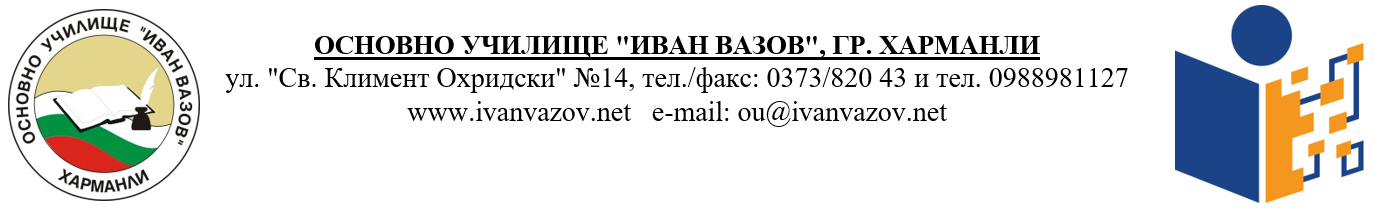 ОСНОВНО УЧИЛИЩЕ "ИВАН ВАЗОВ"
ХАРМАНЛИ
ОСНОВНО УЧИЛИЩЕ "ИВАН ВАЗОВ", ГР. ХАРМАНЛИ
ул. "Св. Климент Охридски" №14, тел./факс: 0373/820 43 и тел. 0988981127
www.ivanvazov.net e-mail: ou@ivanvazov.net